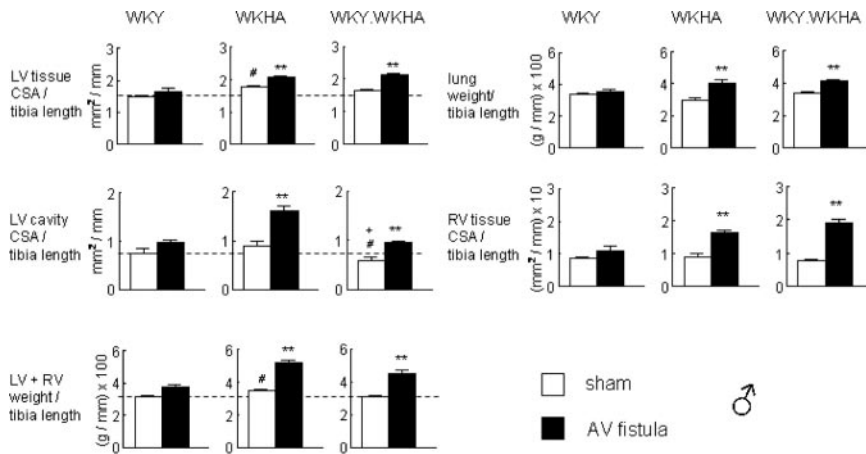 WKY WKHA WKY.WKHA WKY WKHA WKY.WKHA
LV tissue
CSA /
tibia length
mm² / mm
3
2
1
0
3
2
1
0
# **
3
2
1
0
**
lung
weight/
tibia length
(g / mm) x 100
6
4
2
0
6
4
2
0
**
6
4
2
0
**
LV cavity
CSA /
tibia length
mm² / mm
2
1
0
2
1
0
**
2
1
0
+
# **
RV tissue
CSA /
tibia length
(mm² / mm) x 10
3
2
1
0
3
2
1
0
**
3
2
1
0
**
LV + RV
weight /
tibia length
(g / mm) x 100
6
4
2
0
6
4
2
0
# **
6
4
2
0
**
sham
AV fistula